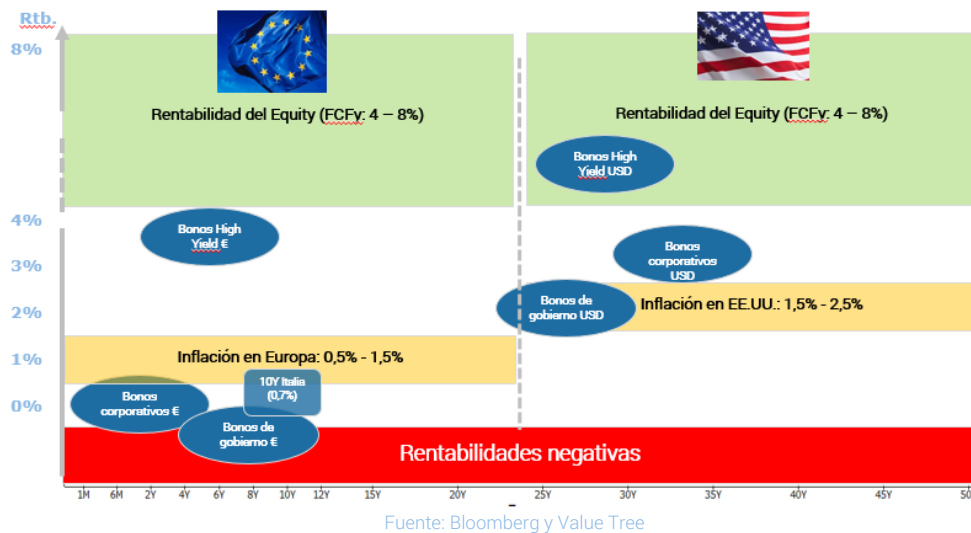 Rtb.
8%
4%
3%
2%
1%
0%
Rentabilidad del Equity (FCFy: 4 – 8%)
Rentabilidad del Equity (FCFy: 4 – 8%)
Bonos High
Yield USD
Bonos High
Yield €
Bonos
corporativos
USD
Bonos de
gobierno USD
Inflación en EE.UU.: 1,5% - 2,5%
Inflación en Europa: 0,5% - 1,5%
10Y Italia
(0,7%)
Bonos
corporativos €
Bonos de
gobierno €
Rentabilidades negativas
1M 6M 2Y 4Y 6Y 8Y 10Y 12Y 15Y 20Y 25Y 30Y 35Y 40Y 45Y 50
Fuente: Bloomberg y Value Tree